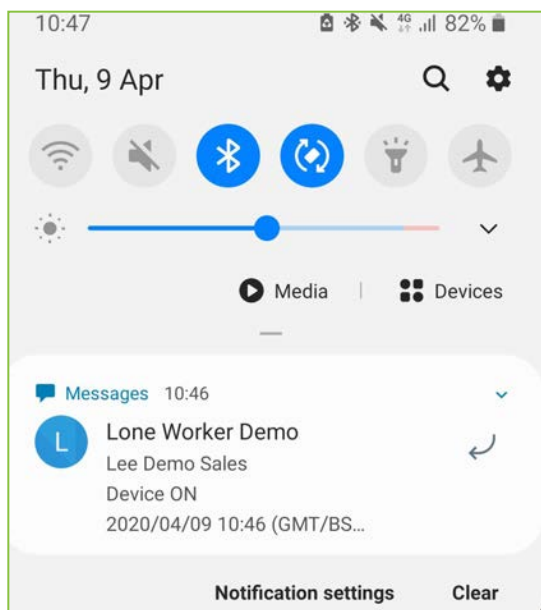 10:47 4G 82%
Thu, 9 Apr
Media | Devices
Messages 10:46
L
Lone Worker Demo
Lee Demo Sales
Device ON
2020/04/09 10:46 (GMT/BS...
Notification settings Clear